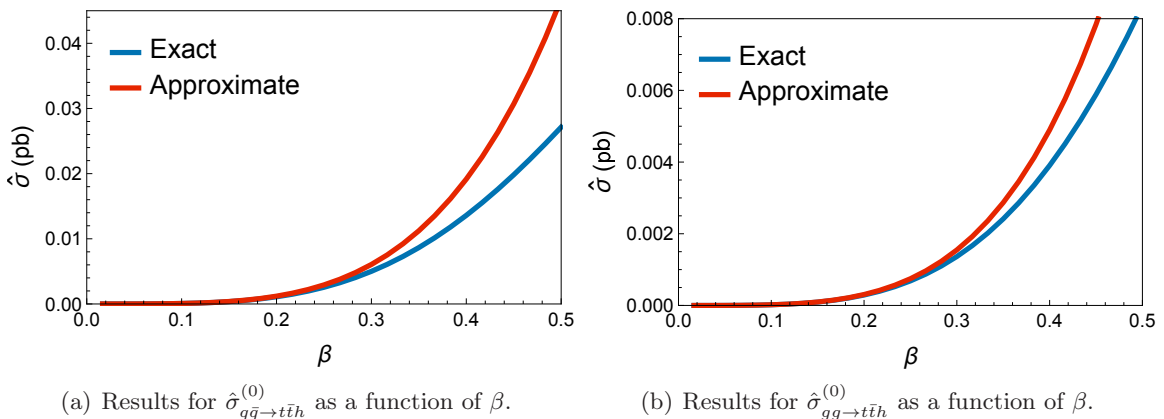 0.04
0.03
0.02
0.01
0.00
0.0 0.1 0.2 0.3 0.4 0.5
σ̂ (pb)
β
Exact
Approximate
(a) Results for σ̂^{(0)}_{qq̄→tt̄h} as a function of β.
0.008
0.006
0.004
0.002
0.000
0.0 0.1 0.2 0.3 0.4 0.5
σ̂ (pb)
β
Exact
Approximate
(b) Results for σ̂^{(0)}_{gg→tt̄h} as a function of β.